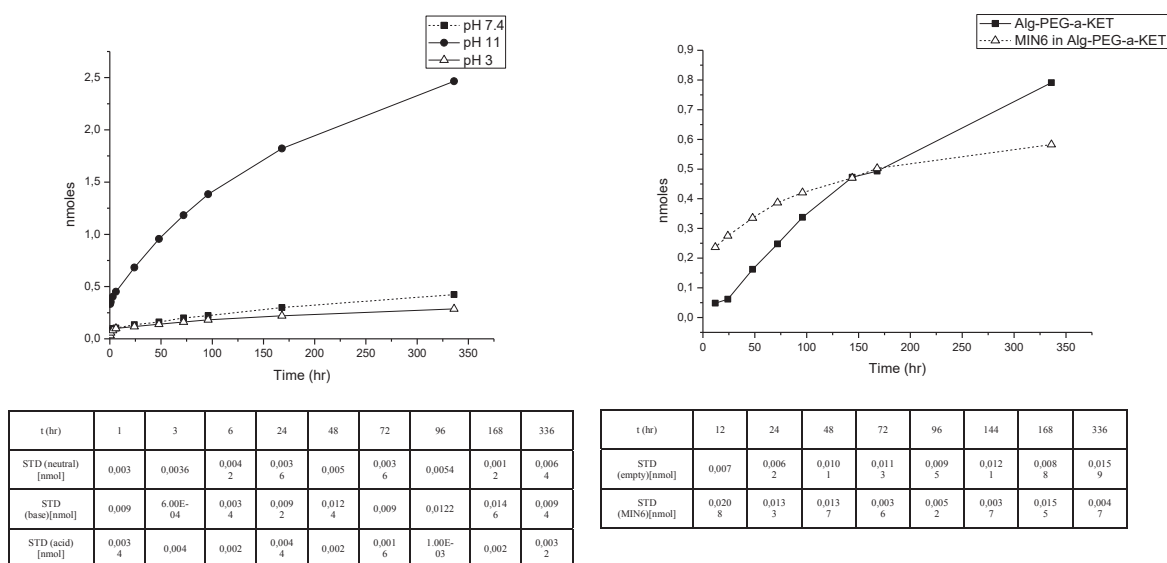 pH 7.4
pH 11
pH 3
2,5
2,0
1,5
1,0
0,5
0,0
nmoles
0 50 100 150 200 250 300 350
Time (hr)
Alg-PEG-a-KET
MIN6 in Alg-PEG-a-KET
0,9
0,8
0,7
0,6
0,5
0,4
0,3
0,2
0,1
0,0
nmoles
0 50 100 150 200 250 300 350
Time (hr)
t (hr) 1 3 6 24 48 72 96 168 336
STD (neutral) 0,003 0,0036 0,004 0,003 0,005 0,003 0,0054 0,001 0,006
[nmol] 2 6 6 2 4
STD 0,009 6.00E- 0,003 0,009 0,012 0,009 0,0122 0,014 0,009
(base)[nmol] 04 4 2 4 6 4
STD (acid) 0,003 0,004 0,002 0,004 0,002 0,001 1.00E- 0,002 0,003
[nmol] 4 4 6 03 2
t (hr) 12 24 48 72 96 144 168 336
STD 0,007 0,006 0,010 0,011 0,009 0,012 0,008 0,015
(empty)[nmol] 2 1 3 5 1 8 9
STD 0,020 0,013 0,013 0,003 0,005 0,003 0,015 0,004
(MIN6)[nmol] 8 3 7 6 2 7 5 7